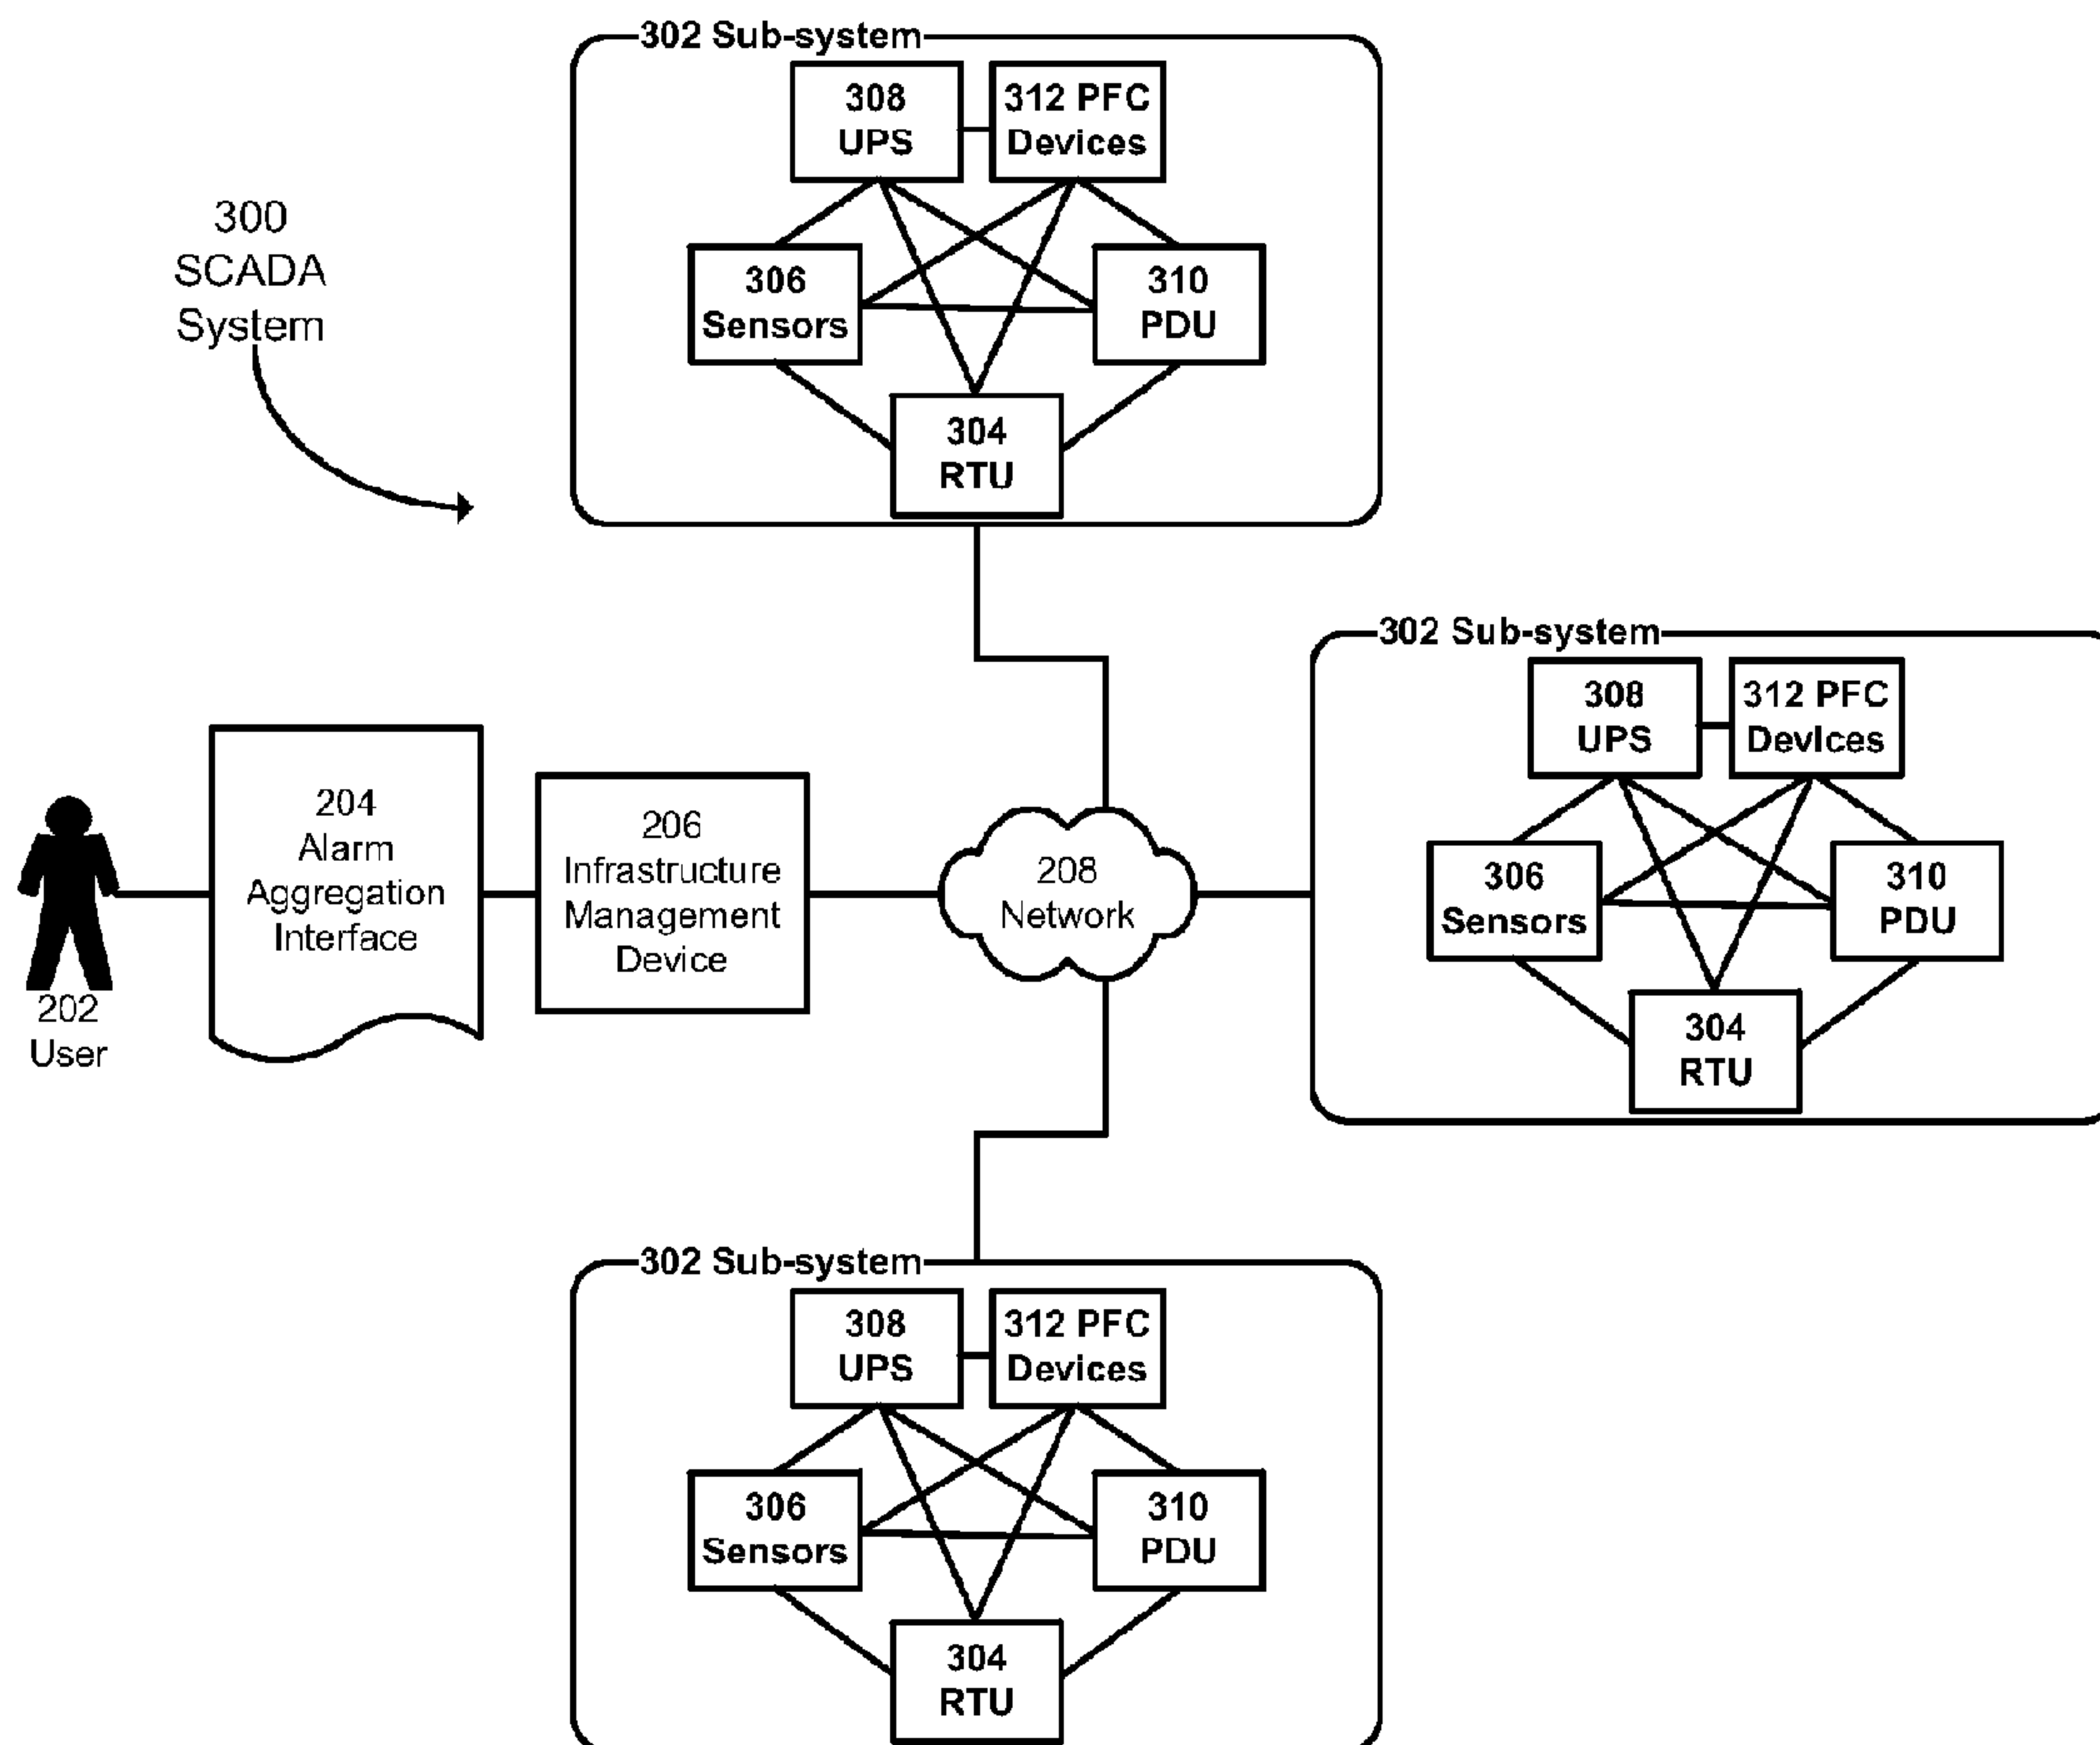 302 Sub-system
308
UPS
312 PFC
Devices
306
Sensors
310
PDU
304
RTU
300
SCADA
System
302 Sub-system
308
UPS
312 PFC
Devices
306
Sensors
310
PDU
304
RTU
202
User
204
Alarm
Aggregation
Interface
206
Infrastructure
Management
Device
208
Network
302 Sub-system
308
UPS
312 PFC
Devices
306
Sensors
310
PDU
304
RTU